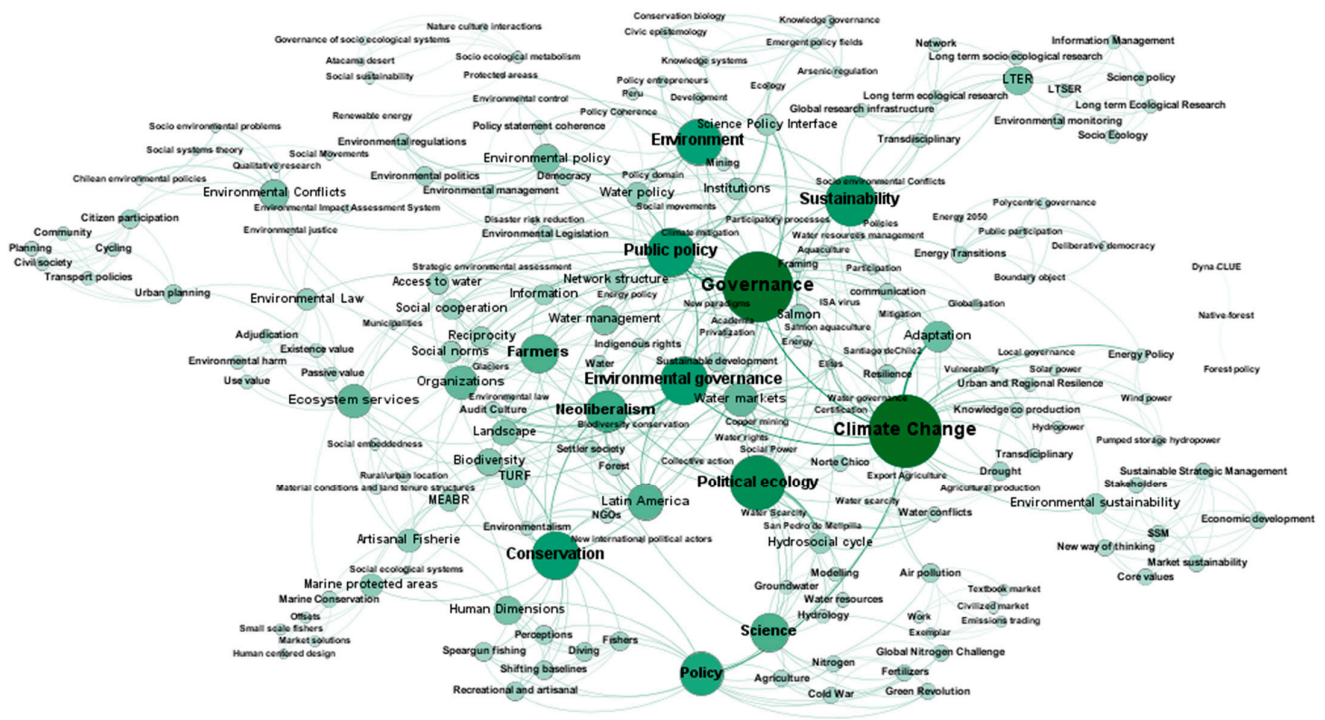 Conservation biology
Knowledge governance
Nature culture interactions
Civic epistemology
Governance of socio ecological systems
Emergent policy fields
Network
Information Management
Socio ecological metabolism
Long term socio ecological research
Atacama desert
Knowledge systems
Social sustainability
Protected areass
Policy entrepreneurs
Arsenic regulation
LTER
Science policy
Ecology
LTSER
Peru
Development
Environmental control
Long term ecological research
Long term Ecological Research
Global research infrastructure
Renewable energy
Policy Coherence
Socio environmental problems
Policy statement coherence
Science Policy Interface
Environmental monitoring
Socio Ecology
Environmental regulations
Environment
Transdisciplinary
Social systems theory
Social Movements
Environmental policy
Qualitative research
Mining
Chilean environmental policies
Environmental politics
Democracy
Policy domain
Socio environmental Conflicts
Environmental Conflicts
Environmental management
Water policy
Institutions
Sustainability
Environmental Impact Assessment System
Social movements
Polycentric governance
Citizen participation
Disaster risk reduction
Participatory processes
Energy 2050
Policies
Community
Environmental justice
Environmental Legislation
Climate mitigation
Water resources management
Public participation
Planning
Cycling
Public policy
Aquaculture
Energy Transitions
Deliberative democracy
Civil society
Framing
Transport policies
Strategic environmental assessment
Participation
Boundary object
Dyna CLUE
Access to water
Network structure
Governance
Urban planning
Environmental Law
Information
Energy policy
communication
Social cooperation
New paradigms
ISA virus
Globalisation
Water management
Academia
Salmon
Mitigation
Native forest
Municipalities
Privatization
Salmon aquaculture
Adjudication
Reciprocity
Indigenous rights
Energy
Adaptation
Existence value
Social norms
Farmers
Santiago deChile2
Local governance
Energy Policy
Environmental harm
Glaciers
Water
Sustainable development
Elites
Vulnerability
Solar power
Forest policy
Passive value
Use value
Organizations
Environmental governance
Resilience
Urban and Regional Resilence
Ecosystem services
Environmental law
Water markets
Water governance
Wind power
Audit Culture
Neoliberalism
Certification
Knowledge co production
Biodiversity conservation
Copper mining
Climate Change
Hydropower
Landscape
Water rights
Pumped storage hydropower
Social embeddedness
Settler society
Social Power
Transdiciplinary
Biodiversity
Forest
Collective action
Norte Chico
Drought
Sustainable Strategic Management
Rural/urban location
TURF
Political ecology
Export Agriculture
Stakeholders
Material conditions and land tenure structures
Agricultural production
MEABR
Latin America
Water scarcity
Environmental sustainability
NGOs
Water Scarcity
Water conflicts
Economic development
Environmentalism
San Pedro de Melipilla
SSM
Artisanal Fisherie
New international political actors
Hydrosocial cycle
New way of thinking
Conservation
Market sustainability
Social ecological systems
Modelling
Air pollution
Core values
Marine protected areas
Groundwater
Textbook market
Marine Conservation
Water resources
Human Dimensions
Civilized market
Offsets
Hydrology
Work
Emissions trading
Small scale fishers
Science
Exemplar
Market solutions
Perceptions
Fishers
Human centered design
Speargun fishing
Diving
Global Nitrogen Challenge
Shifting baselines
Nitrogen
Policy
Fertilizers
Agriculture
Recreational and artisanal
Cold War
Green Revolution